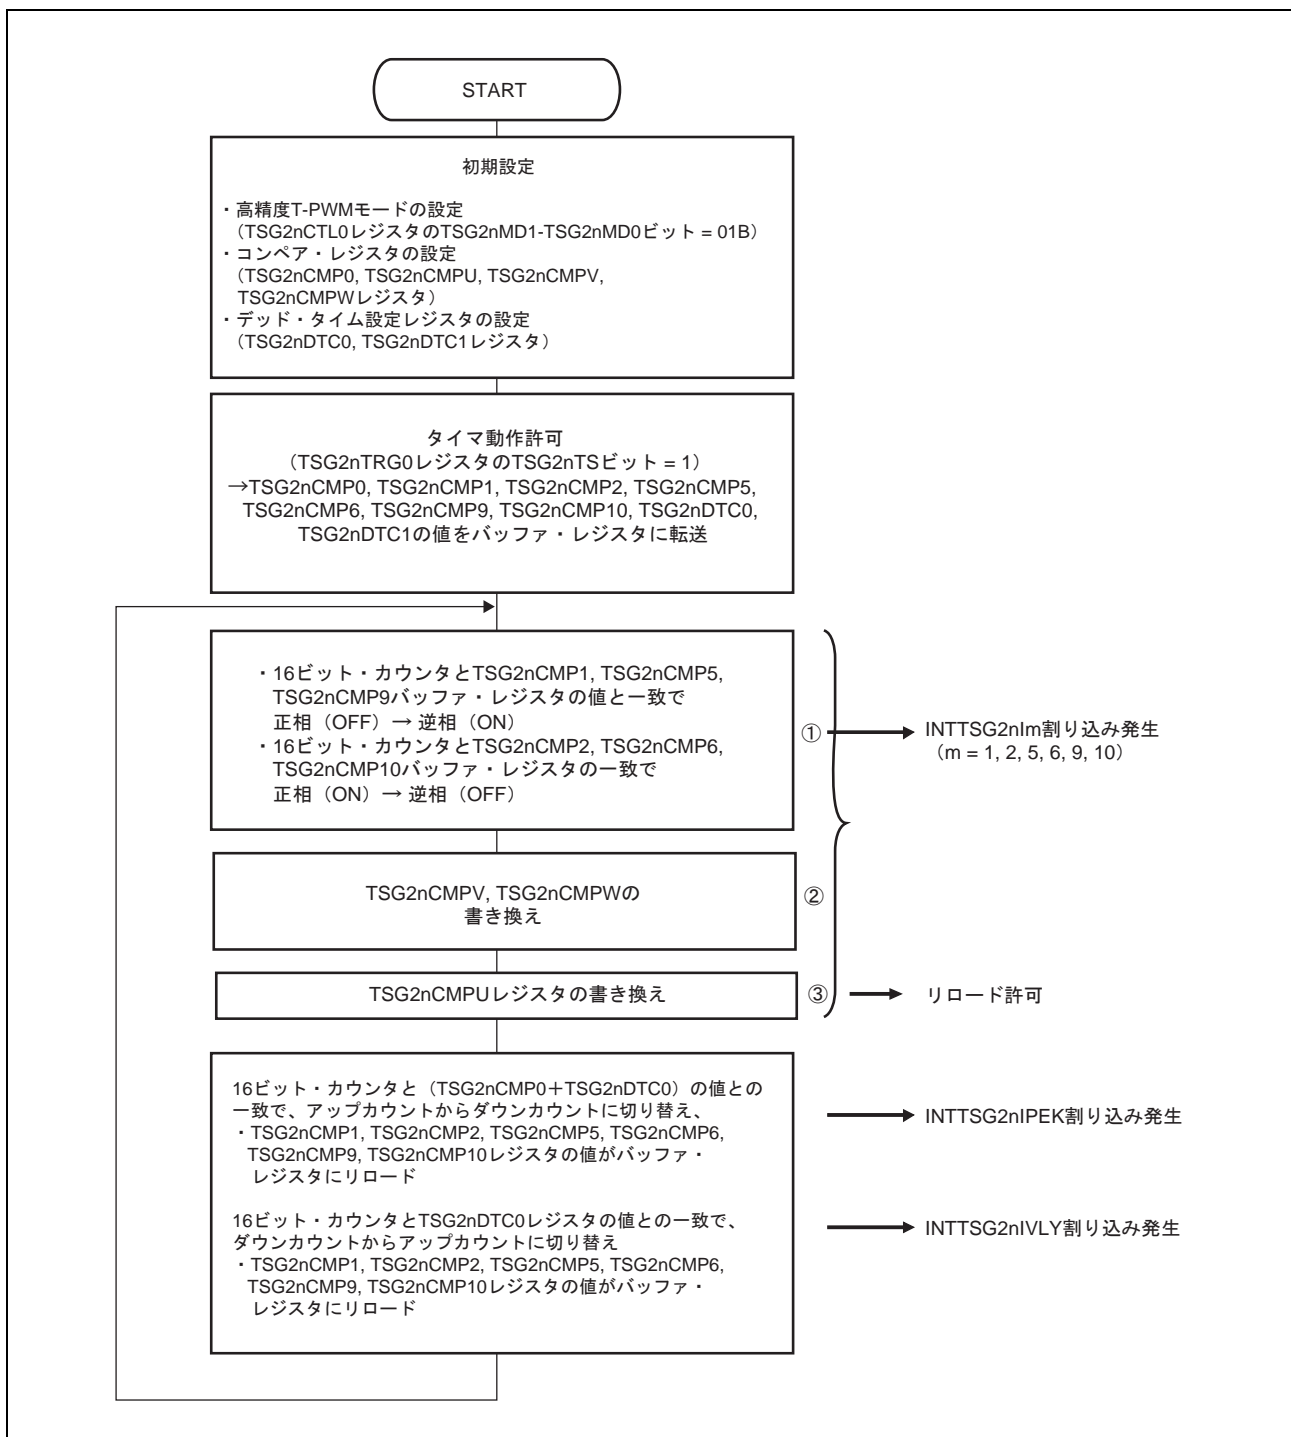 START
初期設定
・高精度T-PWMモードの設定
（TSG2nCTL0レジスタのTSG2nMD1-TSG2nMD0ビット = 01B）
・コンペア・レジスタの設定
（TSG2nCMP0, TSG2nCMPU, TSG2nCMPV,
TSG2nCMPWレジスタ）
・デッド・タイム設定レジスタの設定
（TSG2nDTC0, TSG2nDTC1レジスタ）
タイマ動作許可
（TSG2nTRG0レジスタのTSG2nTSビット = 1）
→TSG2nCMP0, TSG2nCMP1, TSG2nCMP2, TSG2nCMP5,
TSG2nCMP6, TSG2nCMP9, TSG2nCMP10, TSG2nDTC0,
TSG2nDTC1の値をバッファ・レジスタに転送
・16ビット・カウンタとTSG2nCMP1, TSG2nCMP5,
TSG2nCMP9バッファ・レジスタの値と一致で
正相（OFF）→ 逆相（ON）
・16ビット・カウンタとTSG2nCMP2, TSG2nCMP6,
TSG2nCMP10バッファ・レジスタの一致で
正相（ON）→ 逆相（OFF）
①
INTTSG2nIm割り込み発生
（m = 1, 2, 5, 6, 9, 10）
TSG2nCMPV, TSG2nCMPWの
書き換え
②
TSG2nCMPUレジスタの書き換え
③
リロード許可
16ビット・カウンタと（TSG2nCMP0＋TSG2nDTC0）の値との
一致で、アップカウントからダウンカウントに切り替え、
・TSG2nCMP1, TSG2nCMP2, TSG2nCMP5, TSG2nCMP6,
TSG2nCMP9, TSG2nCMP10レジスタの値がバッファ・
レジスタにリロード
INTTSG2nIPEK割り込み発生
16ビット・カウンタとTSG2nDTC0レジスタの値との一致で、
ダウンカウントからアップカウントに切り替え
・TSG2nCMP1, TSG2nCMP2, TSG2nCMP5, TSG2nCMP6,
TSG2nCMP9, TSG2nCMP10レジスタの値がバッファ・
レジスタにリロード
INTTSG2nIVLY割り込み発生